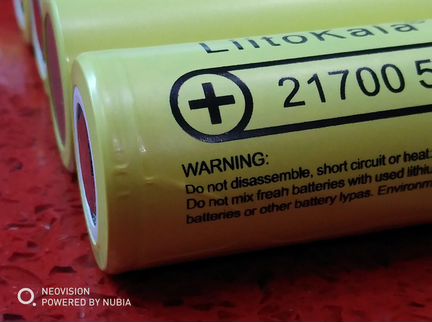 LiitoKala
21700 5
WARNING:
Do not disassemble, short circuit or heat.
Do not mix freah batteries with used lithiu
batteries or other battery lypas. Environm
NEOVISION
POWERED BY NUBIA